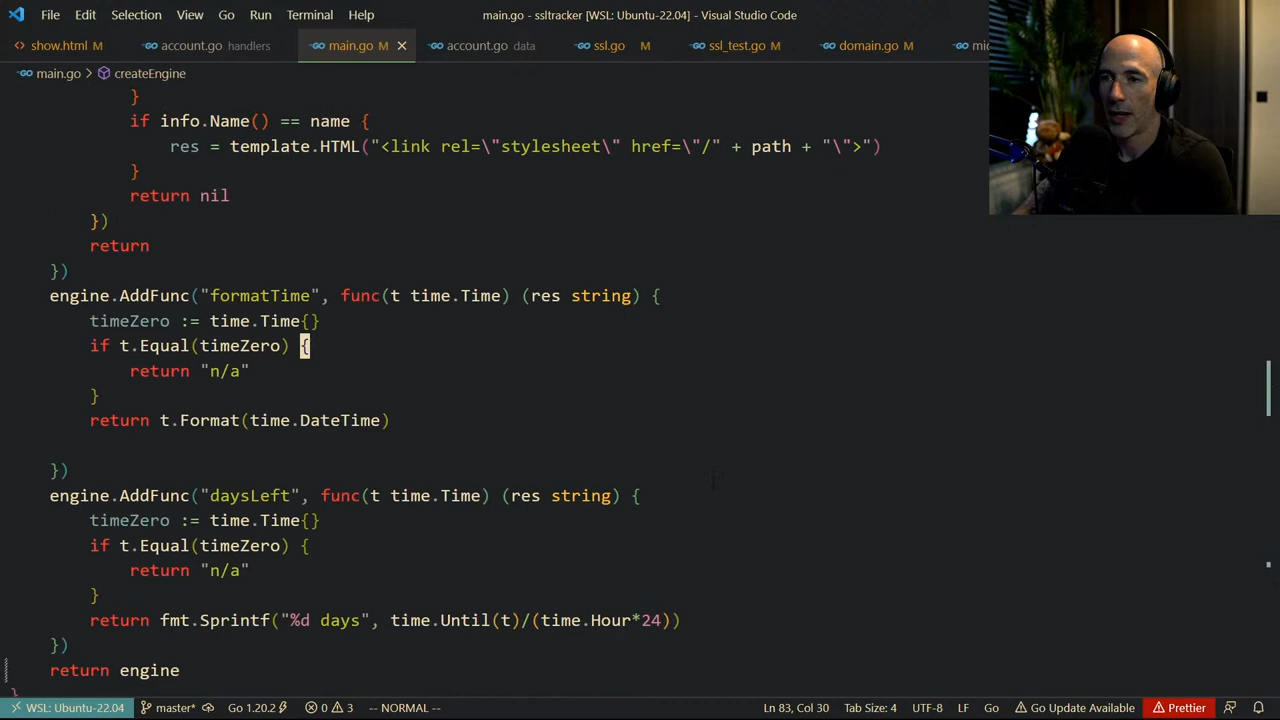 File Edit Selection View Go Run Terminal Help
main.go - ssltracker [WSL: Ubuntu-22.04] - Visual Studio Code
show.html M account.go handlers main.go M account.go data ssl.go M ssl_test.go M domain.go M
main.go > createEngine
}
if info.Name() == name {
res = template.HTML("<link rel=\"stylesheet\" href=\"/" + path + "\">")
}
return nil
})
return
})
engine.AddFunc("formatTime", func(t time.Time) (res string) {
timeZero := time.Time{}
if t.Equal(timeZero) {
return "n/a"
}
return t.Format(time.DateTime)
})
engine.AddFunc("daysLeft", func(t time.Time) (res string) {
timeZero := time.Time{}
if t.Equal(timeZero) {
return "n/a"
}
return fmt.Sprintf("%d days", time.Until(t)/(time.Hour*24))
})
return engine
}
WSL: Ubuntu-22.04 master* Go 1.20.2 0 3 -- NORMAL -- Ln 83, Col 30 Tab Size: 4 UTF-8 LF Go Go Update Available Prettier